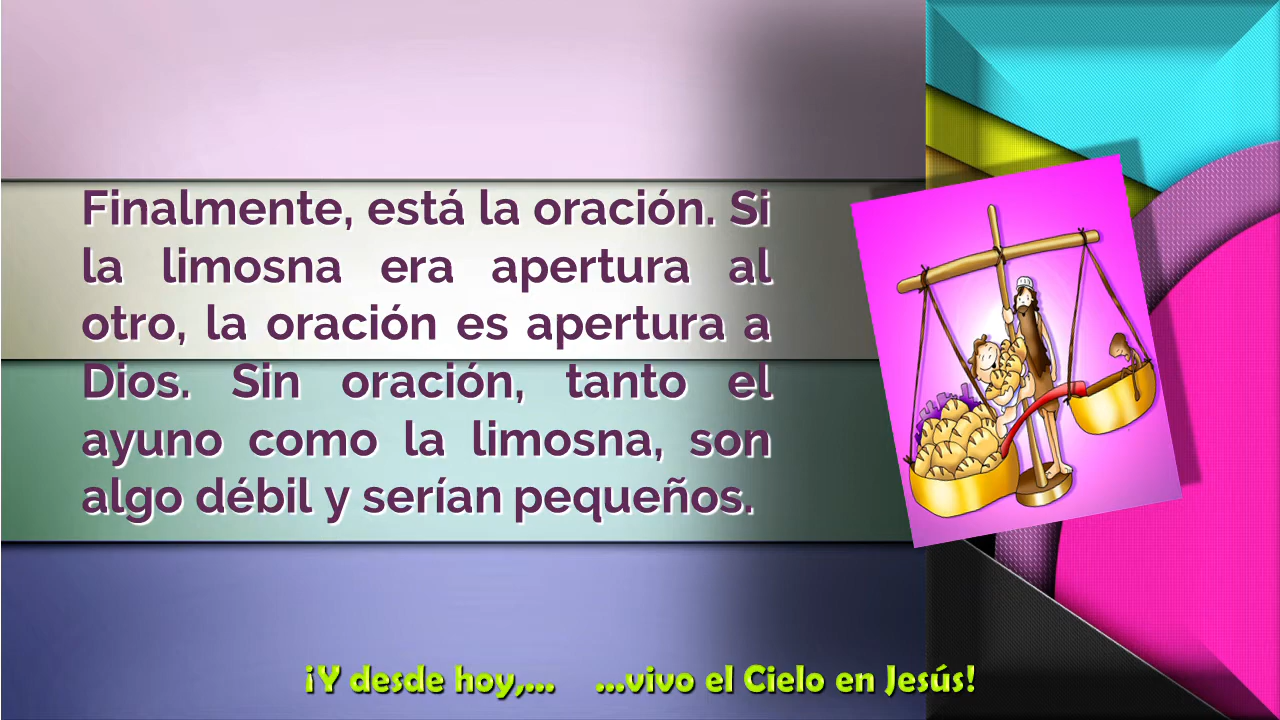 Finalmente, está la oración. Si
la limosna era apertura al
otro, la oración es apertura a
Dios. Sin oración, tanto el
ayuno como la limosna, son
algo débil y serían pequeños.
¡Y desde hoy,... ...vivo el Cielo en Jesús!